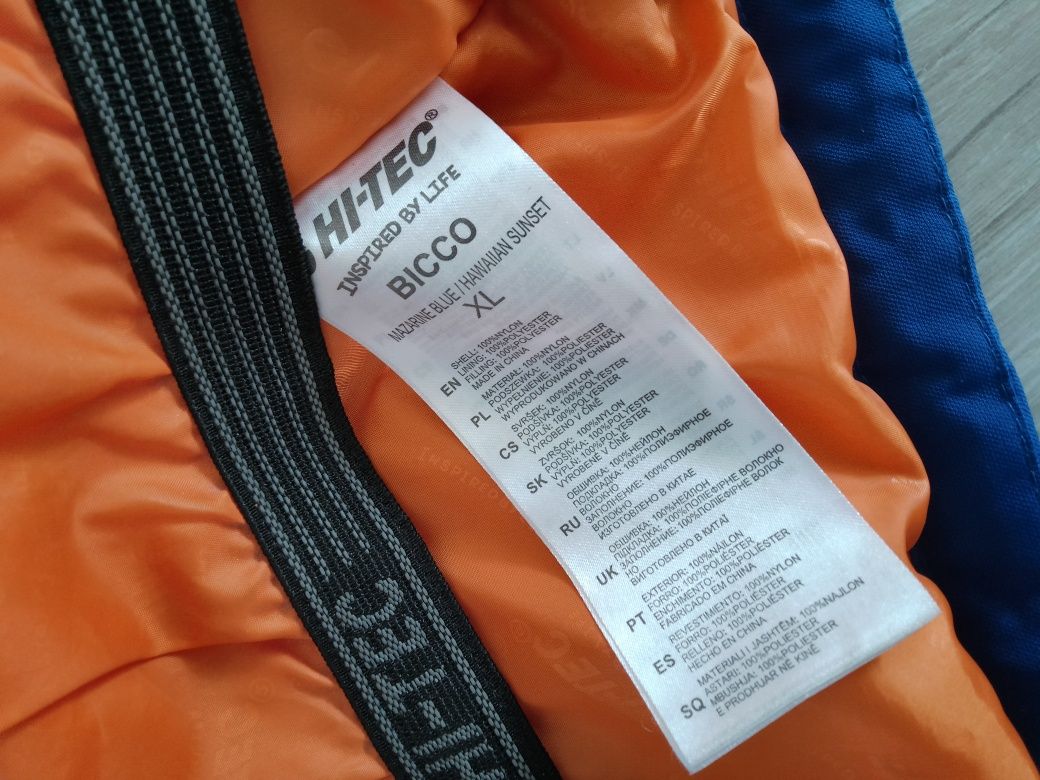 HI-TEC®
INSPIRED BY LIFE
BICCO
MAZARINE BLUE / HAWAIIAN SUNSET
XL
EN
SHELL: 100%NYLON
LINING: 100%POLYESTER
FILLING: 100%POLYESTER
MADE IN CHINA
PL
MATERIAŁ: 100%NYLON
PODSZEWKA: 100%POLIESTER
WYPEŁNIENIE: 100%POLIESTER
WYPRODUKOWANO W CHINACH
CS
SVRŠEK: 100%NYLON
PODŠÍVKA: 100%POLYESTER
VÝPLŇ: 100%POLYESTER
VYROBENO V ČÍNĚ
SK
ZVRŠOK: 100%NYLON
PODŠÍVKA: 100%POLYESTER
VÝPLŇ: 100%POLYESTER
VYROBENÉ V ČÍNE
RU
ОБШИВКА: 100%НЕЙЛОН
ПОДКЛАДКА: 100%ПОЛИЭФИРНОЕ
ВОЛОКНО
ЗАПОЛНЕНИЕ: 100%ПОЛИЭФИРНОЕ
ВОЛОКНО
ИЗГОТОВЛЕНО В КИТАЕ
UK
ОБШИВКА: 100%НЕЙЛОН
ПІДКЛАДКА: 100%ПОЛІЕФІРНЕ ВОЛОКНО
ЗАПОЛНЕННЯ: 100%ПОЛІЕФІРНЕ ВОЛОК
НО
ВИГОТОВЛЕНО В КИТАЇ
PT
EXTERIOR: 100%NÁILON
FORRO: 100%POLIÉSTER
ENCHIMENTO: 100%POLIÉSTER
FABRICADO EM CHINA
ES
REVESTIMIENTO: 100%NYLON
FORRO: 100%POLIÉSTER
RELLENO: 100%POLIÉSTER
HECHO EN CHINA
SQ
MATERIALI I JASHTËM: 100%NAJLON
ASTARI: 100%POLIESTER
MBUSHJA: 100%POLIESTER
E PRODHUAR NË KINË
HI-TEC